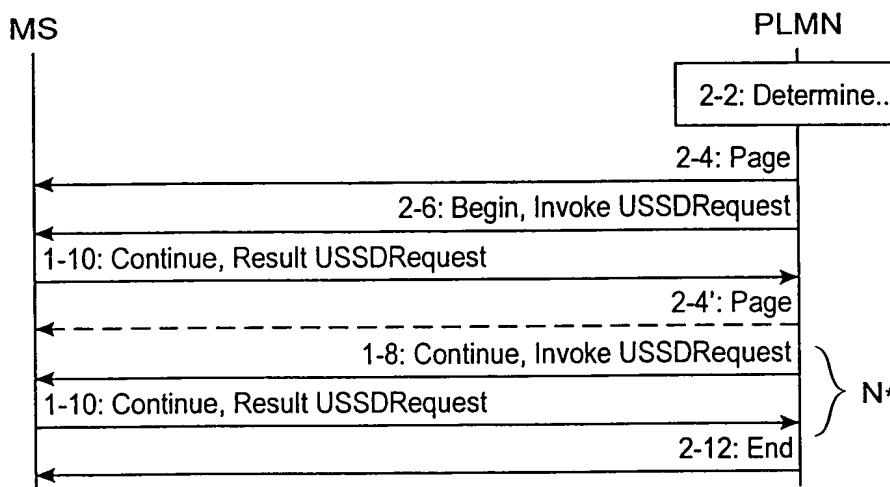 MS
PLMN
2-2: Determine..
2-4: Page
2-6: Begin, Invoke USSDRequest
1-10: Continue, Result USSDRequest
2-4': Page
1-8: Continue, Invoke USSDRequest
1-10: Continue, Result USSDRequest
N*
2-12: End